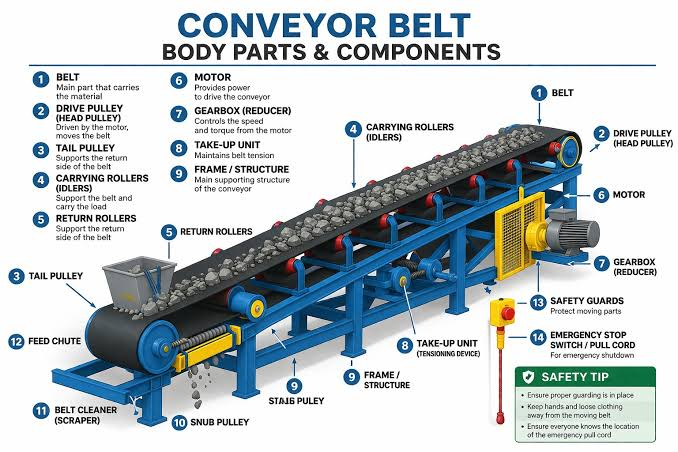 CONVEYOR BELT
BODY PARTS & COMPONENTS
1 BELT
Main part that carries
the material
2 DRIVE PULLEY
(HEAD PULLEY)
Driven by the motor,
moves the belt
3 TAIL PULLEY
Supports the return
side of the belt
4 CARRYING ROLLERS
(IDLERS)
Support the belt and
carry the load
5 RETURN ROLLERS
Support the return
side of the belt
6 MOTOR
Provides power
to drive the conveyor
7 GEARBOX (REDUCER)
Controls the speed
and torque from the motor
8 TAKE-UP UNIT
Maintains belt tension
9 FRAME / STRUCTURE
Main supporting structure
of the conveyor
1 BELT
4 CARRYING ROLLERS
(IDLERS)
2 DRIVE PULLEY
(HEAD PULLEY)
6 MOTOR
5 RETURN ROLLERS
7 GEARBOX
(REDUCER)
3 TAIL PULLEY
13 SAFETY GUARDS
Protect moving parts
12 FEED CHUTE
14 EMERGENCY STOP
SWITCH / PULL CORD
For emergency shutdown
8 TAKE-UP UNIT
(TENSIONING DEVICE)
9 FRAME /
STRUCTURE
9
STAIG PULEY
11 BELT CLEANER
(SCRAPER)
10 SNUB PULLEY
SAFETY TIP
• Ensure proper guarding is in place
• Keep hands and loose clothing
away from the moving belt
• Ensure everyone knows the location
of the emergency pull cord